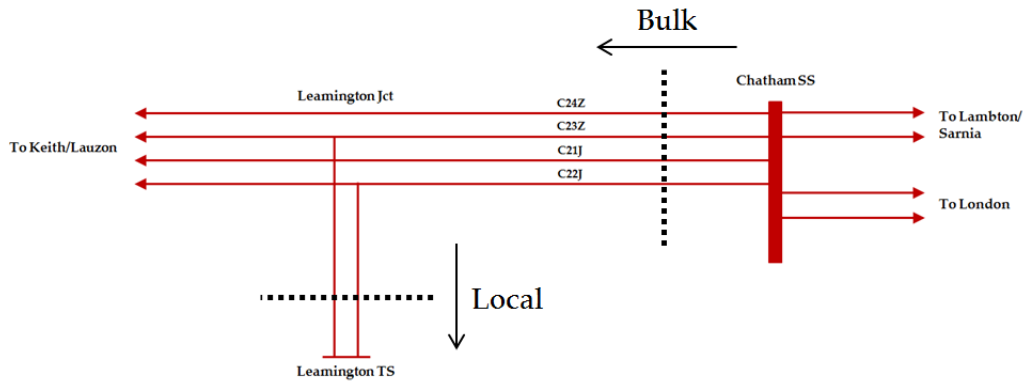 Bulk
Chatham SS
Leamington Jct
C24Z
To Lambton/
Sarnia
C23Z
To Keith/Lauzon
C21J
C22J
To London
Local
Leamington TS